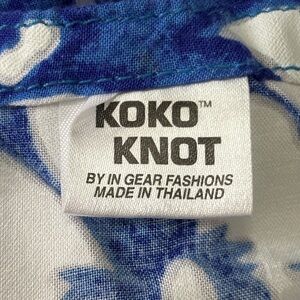 KOKO™
KNOT
BY IN GEAR FASHIONS
MADE IN THAILAND